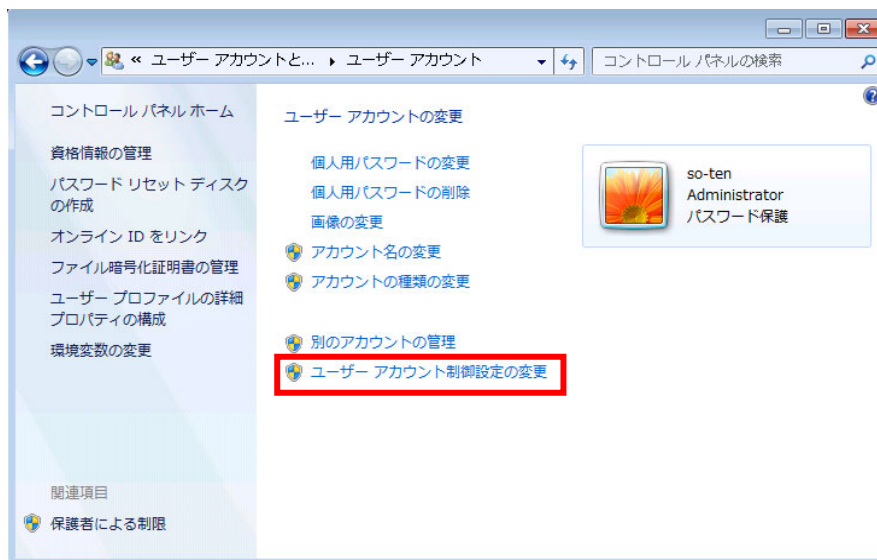 « ユーザー アカウントと... ▸ ユーザー アカウント
コントロール パネルの検索
コントロール パネル ホーム
資格情報の管理
パスワード リセット ディスク
の作成
オンライン ID をリンク
ファイル暗号化証明書の管理
ユーザー プロファイルの詳細
プロパティの構成
環境変数の変更
関連項目
保護者による制限
ユーザー アカウントの変更
個人用パスワードの変更
個人用パスワードの削除
画像の変更
アカウント名の変更
アカウントの種類の変更
別のアカウントの管理
ユーザー アカウント制御設定の変更
so-ten
Administrator
パスワード保護